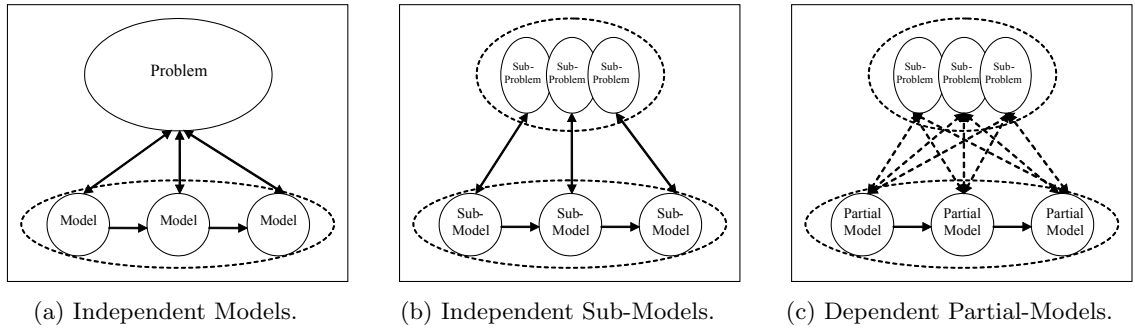 Problem
Model
Model
Model
(a) Independent Models.
Sub-
Problem
Sub-
Problem
Sub-
Problem
Sub-
Model
Sub-
Model
Sub-
Model
(b) Independent Sub-Models.
Sub-
Problem
Sub-
Problem
Sub-
Problem
Partial
Model
Partial
Model
Partial
Model
(c) Dependent Partial-Models.